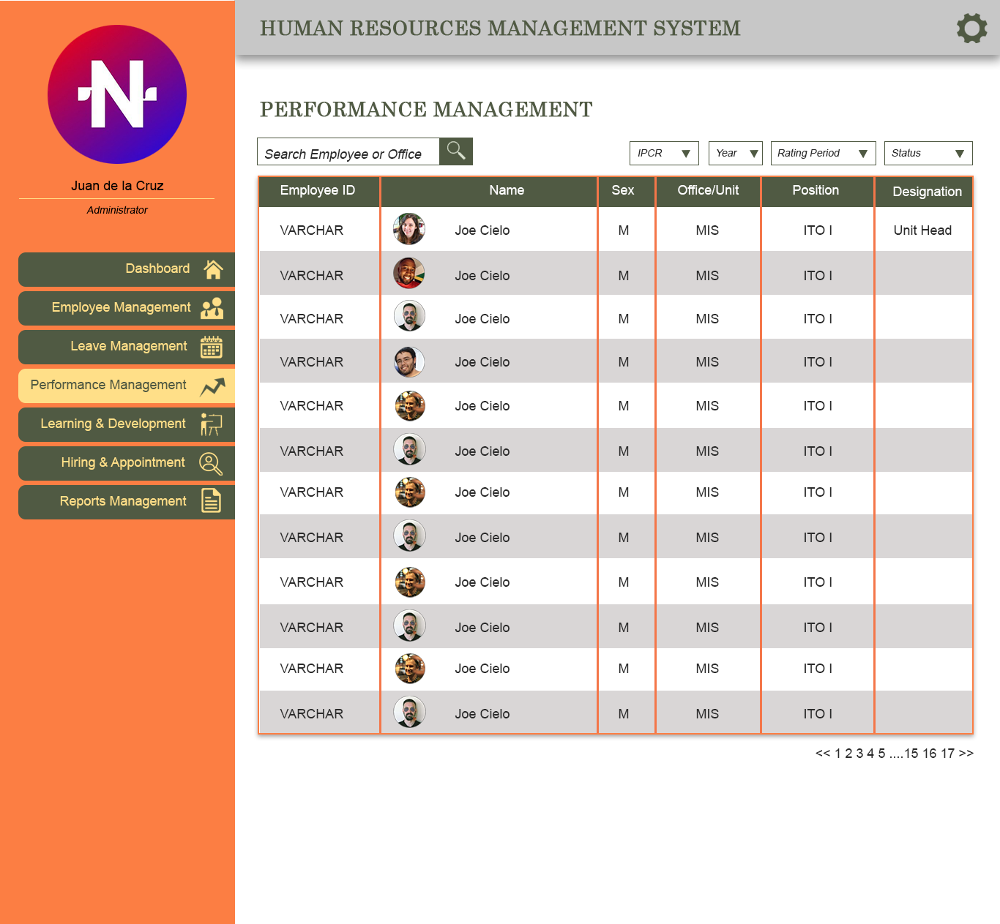 HUMAN RESOURCES MANAGEMENT SYSTEM
N
Juan de la Cruz
Administrator
Dashboard
Employee Management
Leave Management
Performance Management
Learning & Development
Hiring & Appointment
Reports Management
PERFORMANCE MANAGEMENT
Search Employee or Office
IPCR Year Rating Period Status
Employee ID Name Sex Office/Unit Position Designation
VARCHAR Joe Cielo M MIS ITO I Unit Head
VARCHAR Joe Cielo M MIS ITO I
VARCHAR Joe Cielo M MIS ITO I
VARCHAR Joe Cielo M MIS ITO I
VARCHAR Joe Cielo M MIS ITO I
VARCHAR Joe Cielo M MIS ITO I
VARCHAR Joe Cielo M MIS ITO I
VARCHAR Joe Cielo M MIS ITO I
VARCHAR Joe Cielo M MIS ITO I
VARCHAR Joe Cielo M MIS ITO I
VARCHAR Joe Cielo M MIS ITO I
VARCHAR Joe Cielo M MIS ITO I
<< 1 2 3 4 5 ....15 16 17 >>